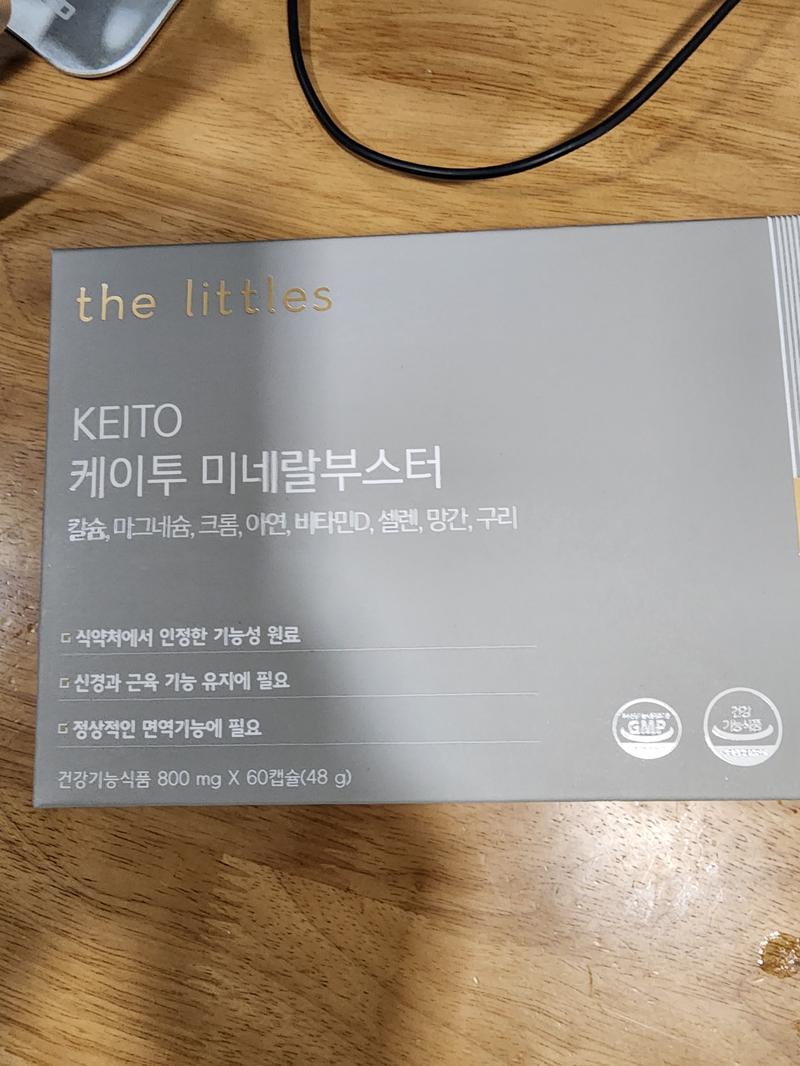 the littles
KEITO
케이투 미네랄부스터
칼슘, 마그네슘, 크롬, 아연, 비타민D, 셀렌, 망간, 구리
식약처에서 인정한 기능성 원료
신경과 근육 기능 유지에 필요
정상적인 면역기능에 필요
GMP
건강
기능식품
건강기능식품 800 mg X 60캡슐(48 g)